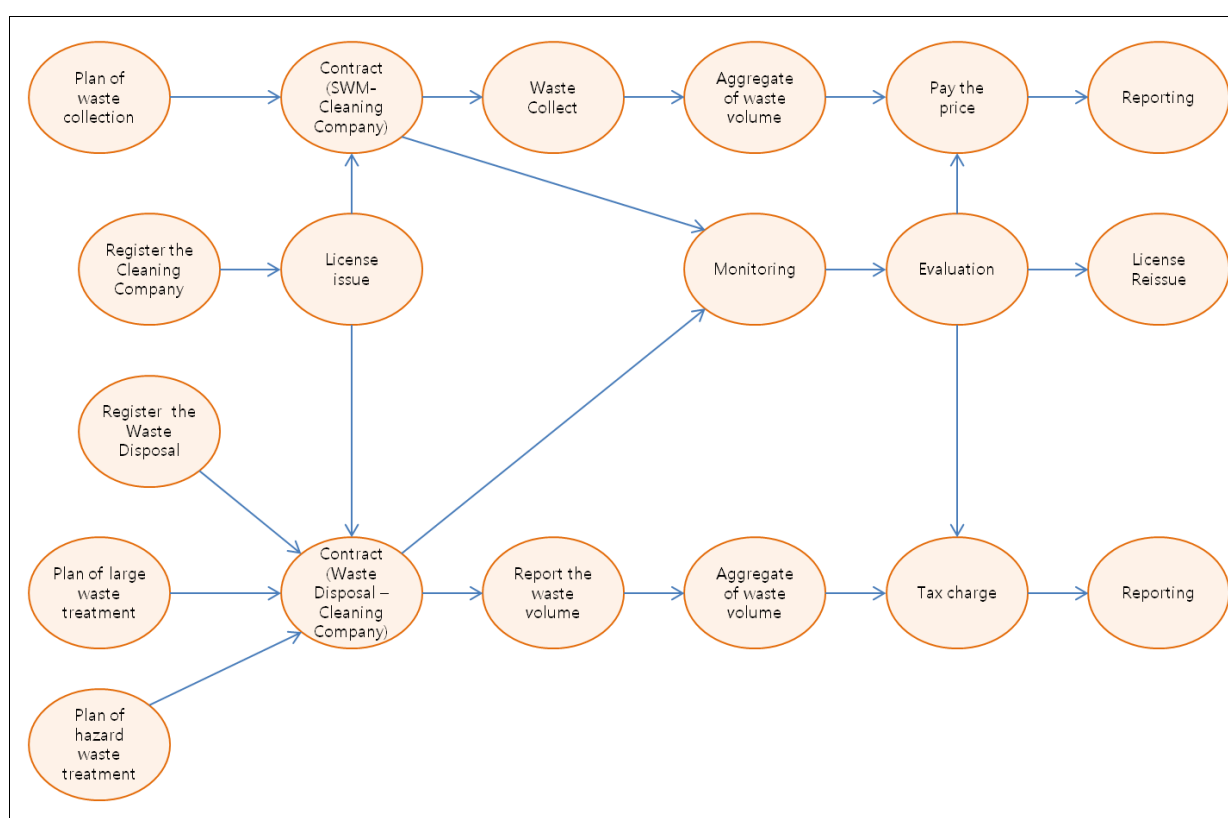 Plan of
waste
collection
Contract
(SWM-
Cleaning
Company)
Waste
Collect
Aggregate
of waste
volume
Pay the
price
Reporting
Register the
Cleaning
Company
License
issue
Monitoring
Evaluation
License
Reissue
Register the
Waste
Disposal
Plan of large
waste
treatment
Contract
(Waste
Disposal –
Cleaning
Company)
Report the
waste
volume
Aggregate
of waste
volume
Tax charge
Reporting
Plan of
hazard
waste
treatment